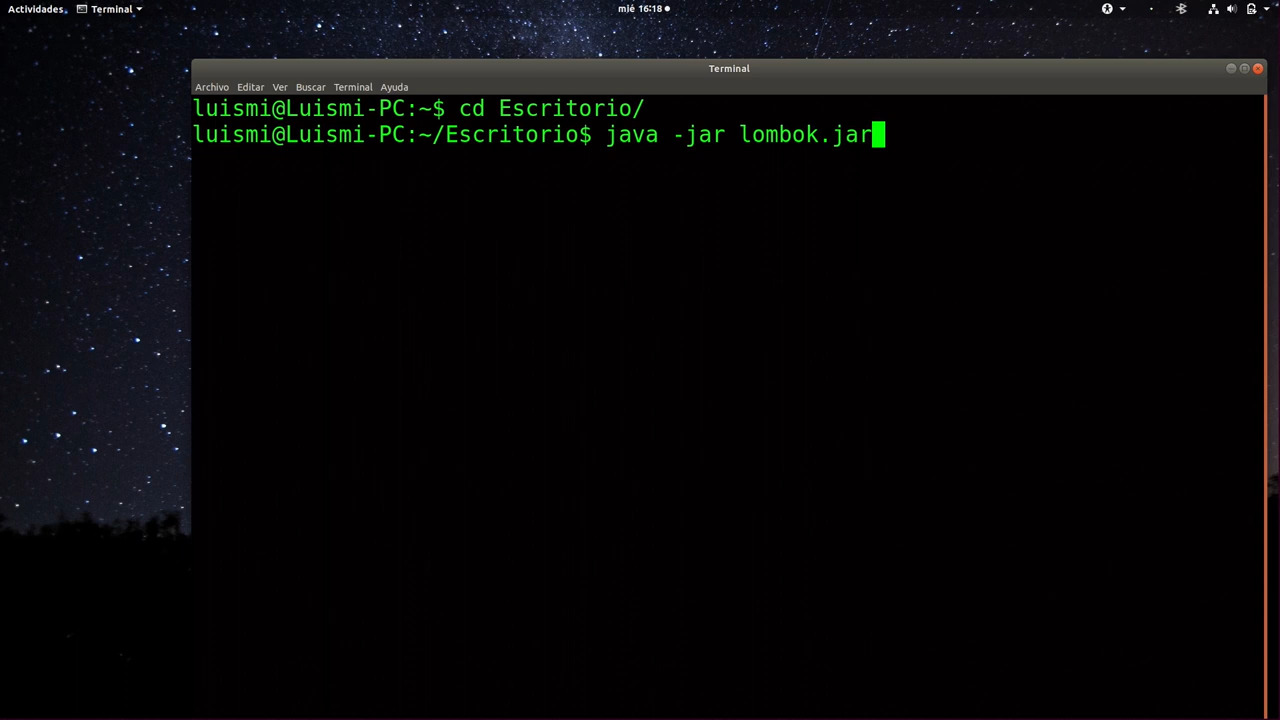 Actividades Terminal mié 16:18
Terminal
Archivo Editar Ver Buscar Terminal Ayuda
luismi@Luismi-PC:~$ cd Escritorio/
luismi@Luismi-PC:~/Escritorio$ java -jar lombok.jar